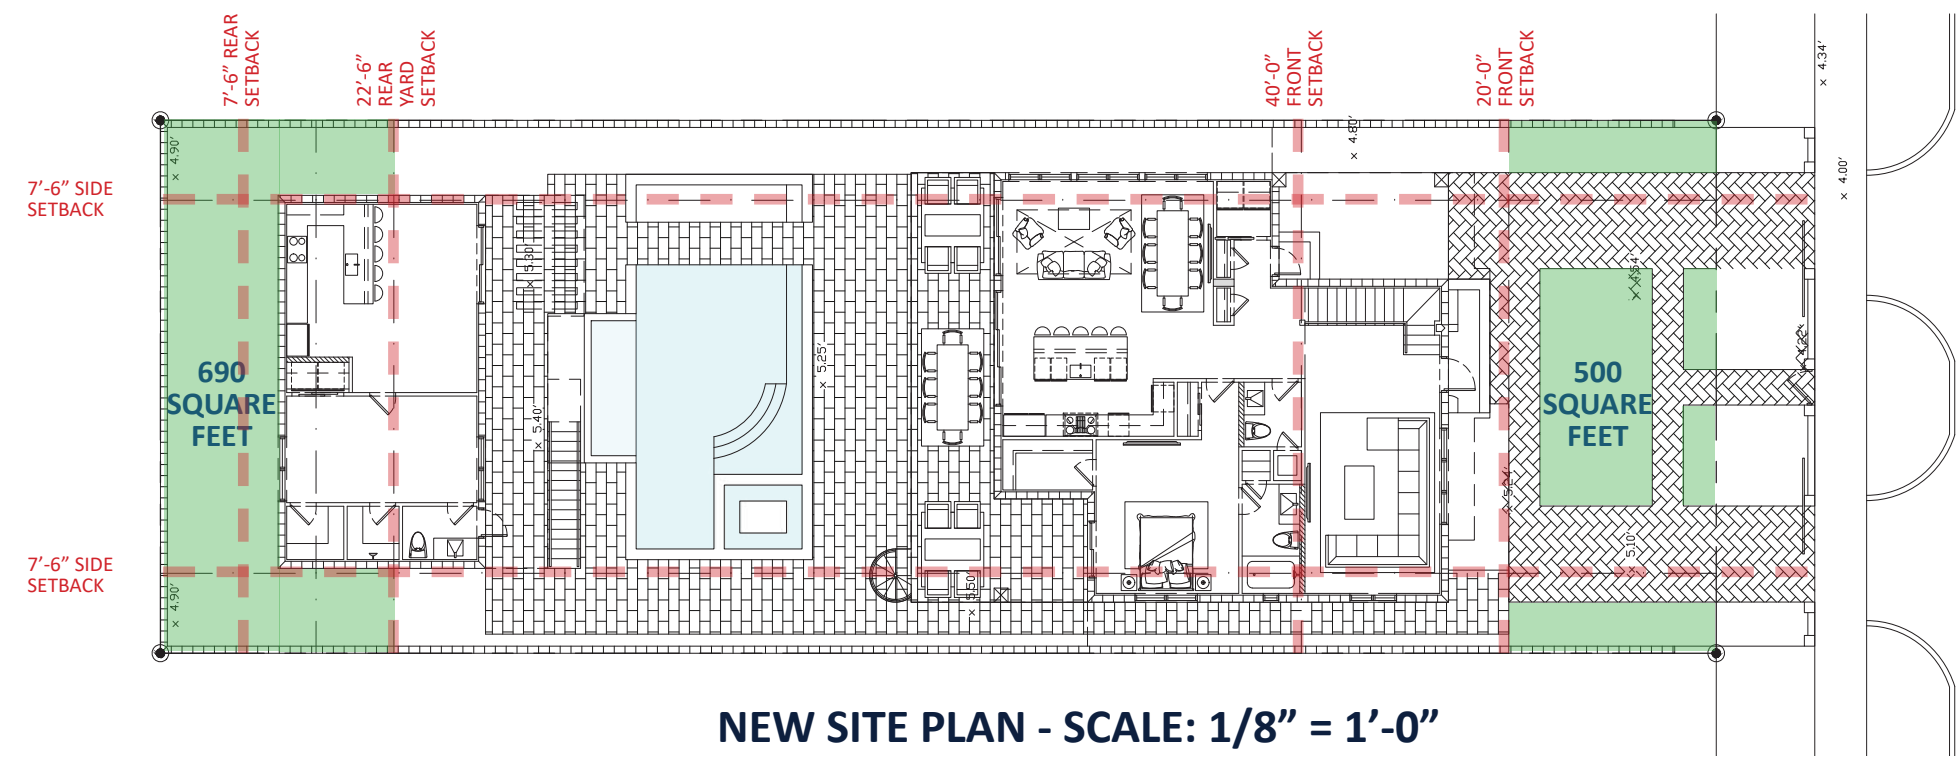 7’-6” REAR
SETBACK
22’-6”
REAR
YARD
SETBACK
40’-0”
FRONT
SETBACK
20’-0”
FRONT
SETBACK
× 4.34’
× 4.90’
× 4.80’
× 4.00’
7’-6” SIDE
SETBACK
× 5.30’
× 5.25’
× 5.40’
690
SQUARE
FEET
500
SQUARE
FEET
× 5.10’
7’-6” SIDE
SETBACK
× 4.90’
× 5.50’
NEW SITE PLAN - SCALE: 1/8” = 1’-0”